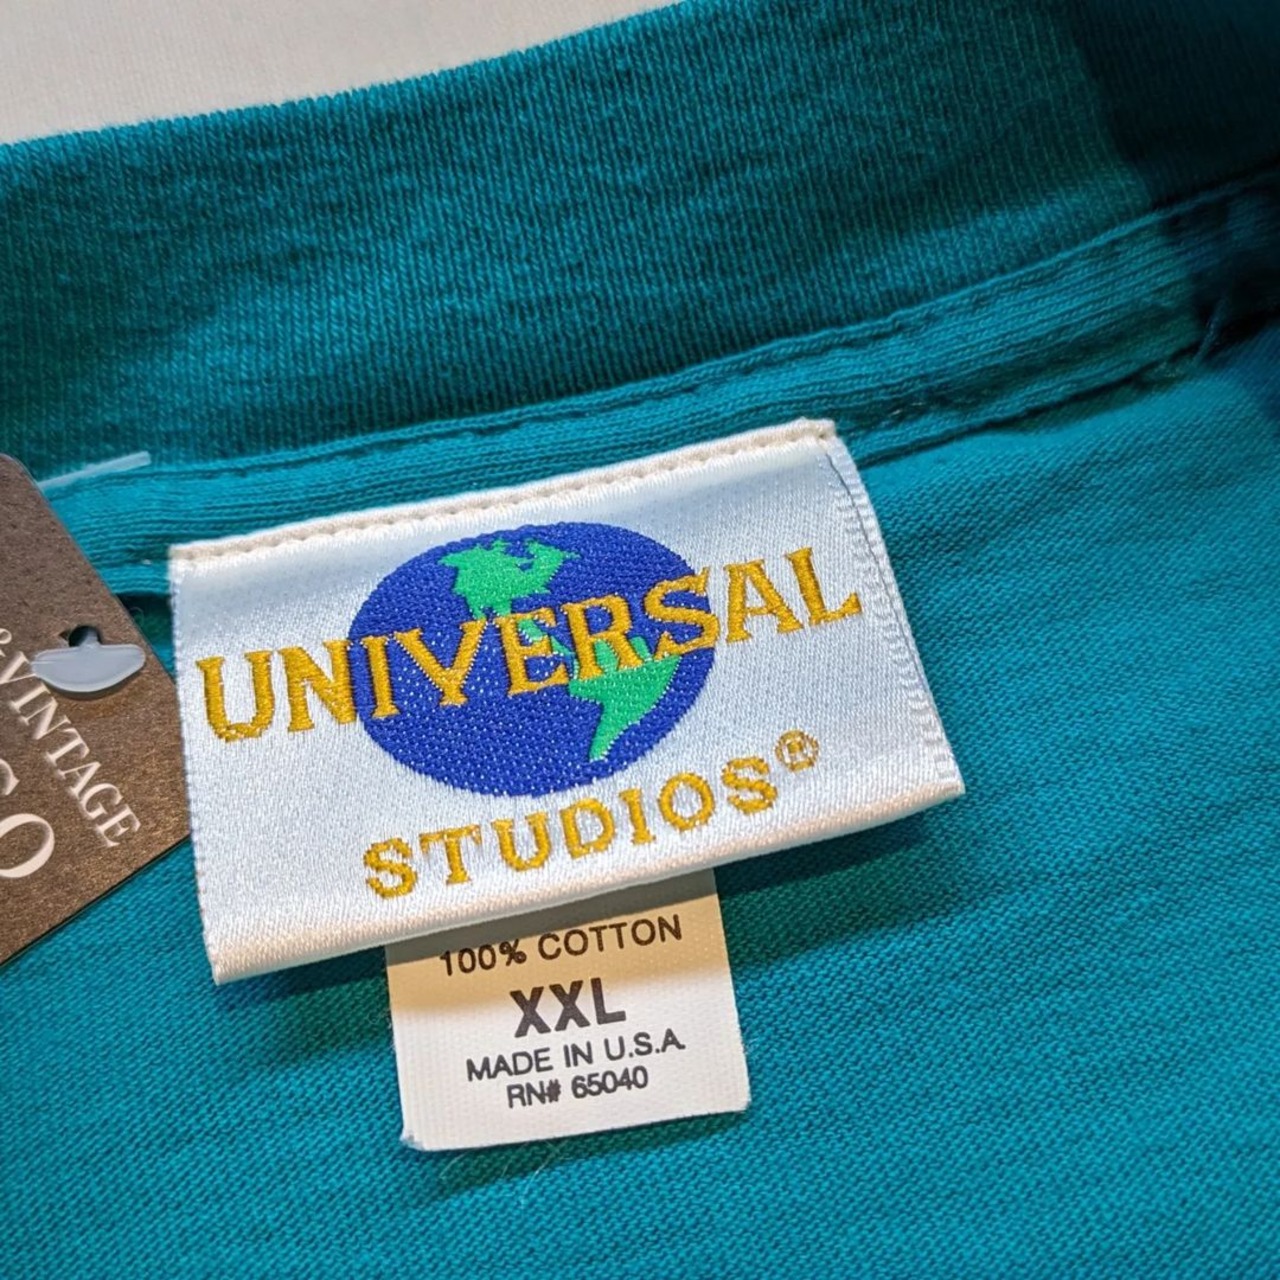 UNIVERSAL
STUDIOS®
100% COTTON
XXL
MADE IN U.S.A.
RN# 65040
& VINTAGE